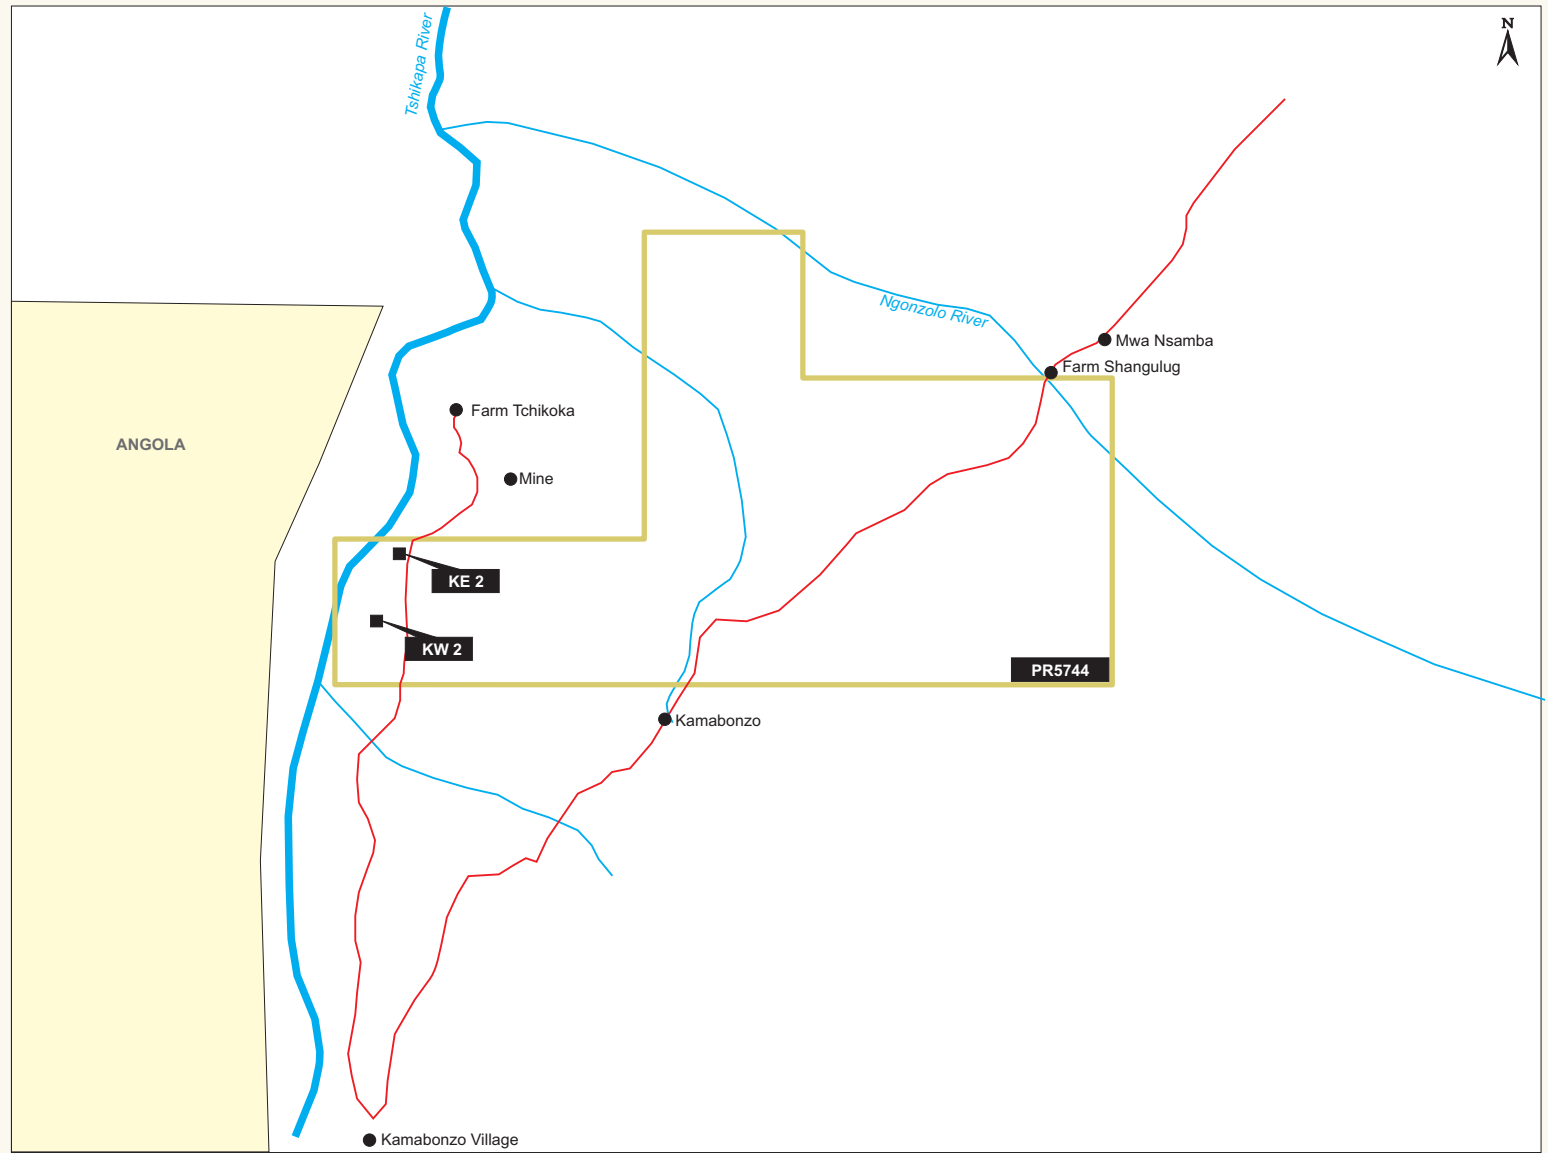 N
Tshikapa River
Ngonzolo River
Mwa Nsamba
Farm Shangulug
Farm Tchikoka
ANGOLA
Mine
KE 2
KW 2
PR5744
Kamabonzo
Kamabonzo Village